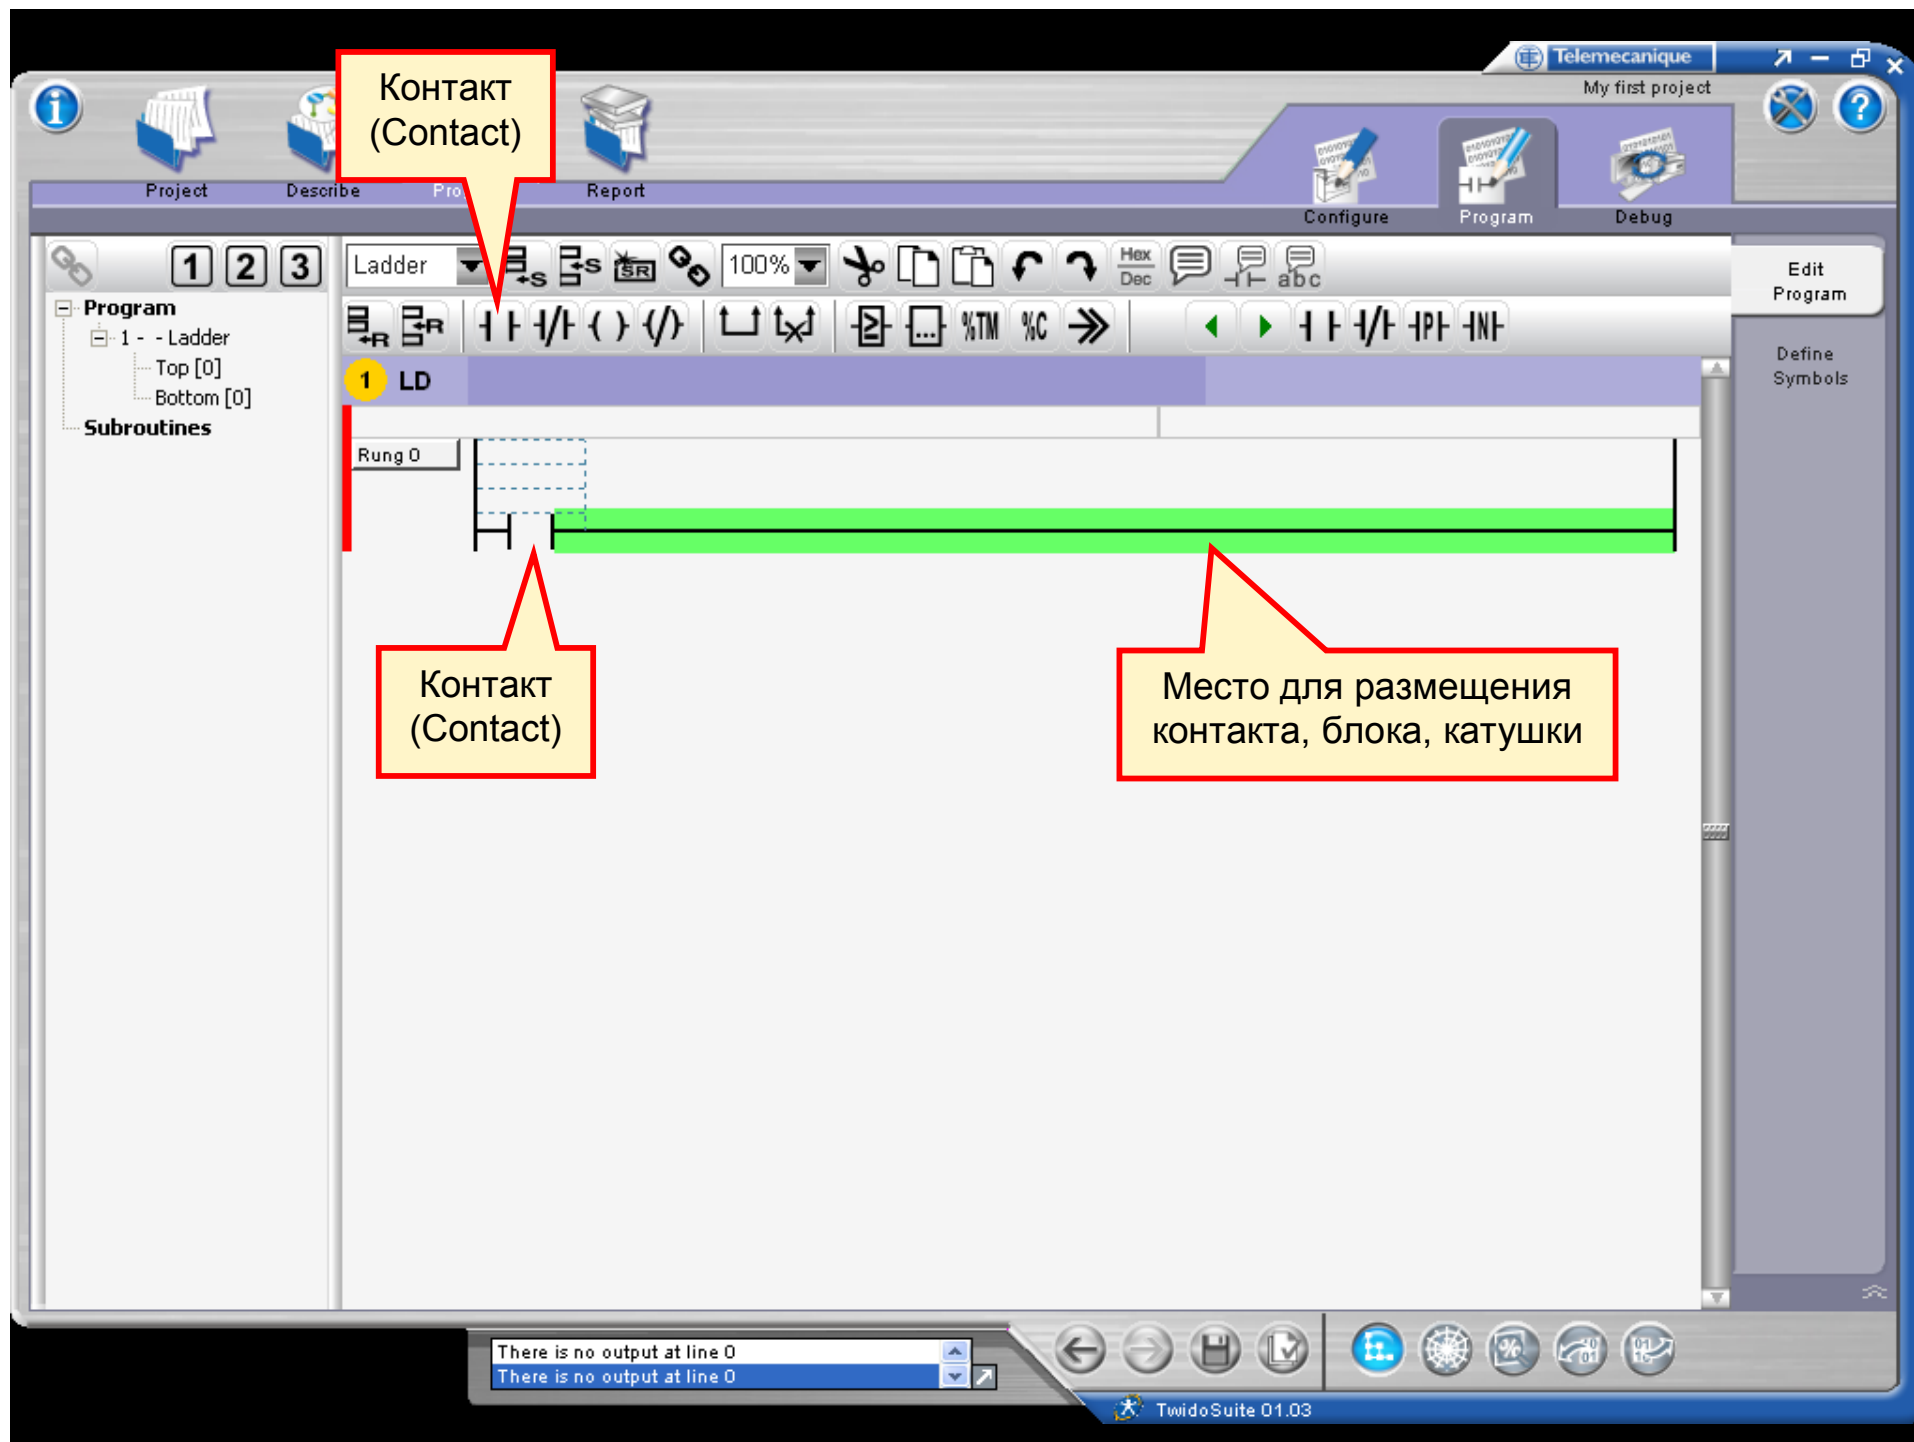 Telemecanique
My first project
Контакт
(Contact)
Project
Describe
Pro
Report
Configure
Program
Debug
1 2 3
Program
1 - - Ladder
Top [0]
Bottom [0]
Subroutines
Ladder
S
S
SR
100%
Hex
Dec
abc
R
R
%TM
%C
P
N
1 LD
Rung 0
Edit
Program
Define
Symbols
Контакт
(Contact)
Место для размещения
контакта, блока, катушки
There is no output at line 0
There is no output at line 0
TwidoSuite 01.03